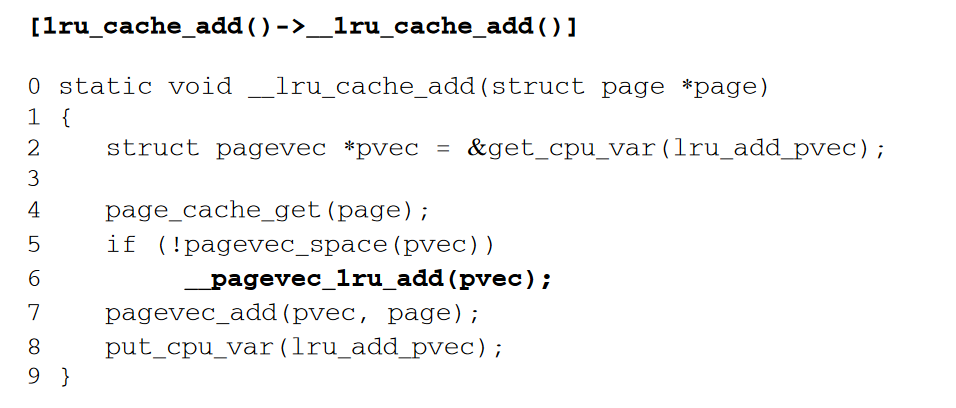 [lru_cache_add()->__lru_cache_add()]
0 static void __lru_cache_add(struct page *page)
1 {
2 struct pagevec *pvec = &get_cpu_var(lru_add_pvec);
3
4 page_cache_get(page);
5 if (!pagevec_space(pvec))
6 __pagevec_lru_add(pvec);
7 pagevec_add(pvec, page);
8 put_cpu_var(lru_add_pvec);
9 }